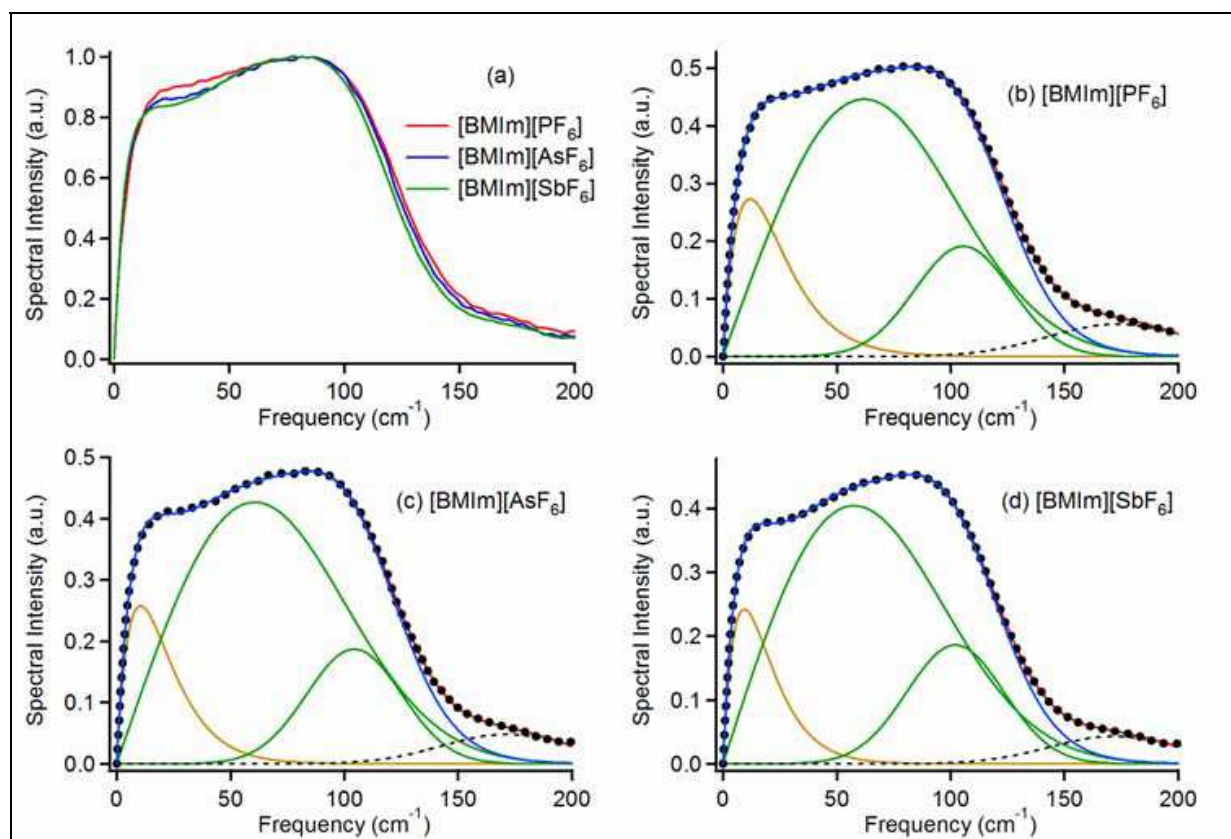 (a)
[BMIm][PF6]
[BMIm][AsF6]
[BMIm][SbF6]
Spectral Intensity (a.u.)
1.0
0.8
0.6
0.4
0.2
0.0
0 50 100 150 200
Frequency (cm-1)
(b) [BMIm][PF6]
Spectral Intensity (a.u.)
0.5
0.4
0.3
0.2
0.1
0.0
0 50 100 150 200
Frequency (cm-1)
(c) [BMIm][AsF6]
Spectral Intensity (a.u.)
0.5
0.4
0.3
0.2
0.1
0.0
0 50 100 150 200
Frequency (cm-1)
(d) [BMIm][SbF6]
Spectral Intensity (a.u.)
0.4
0.3
0.2
0.1
0.0
0 50 100 150 200
Frequency (cm-1)